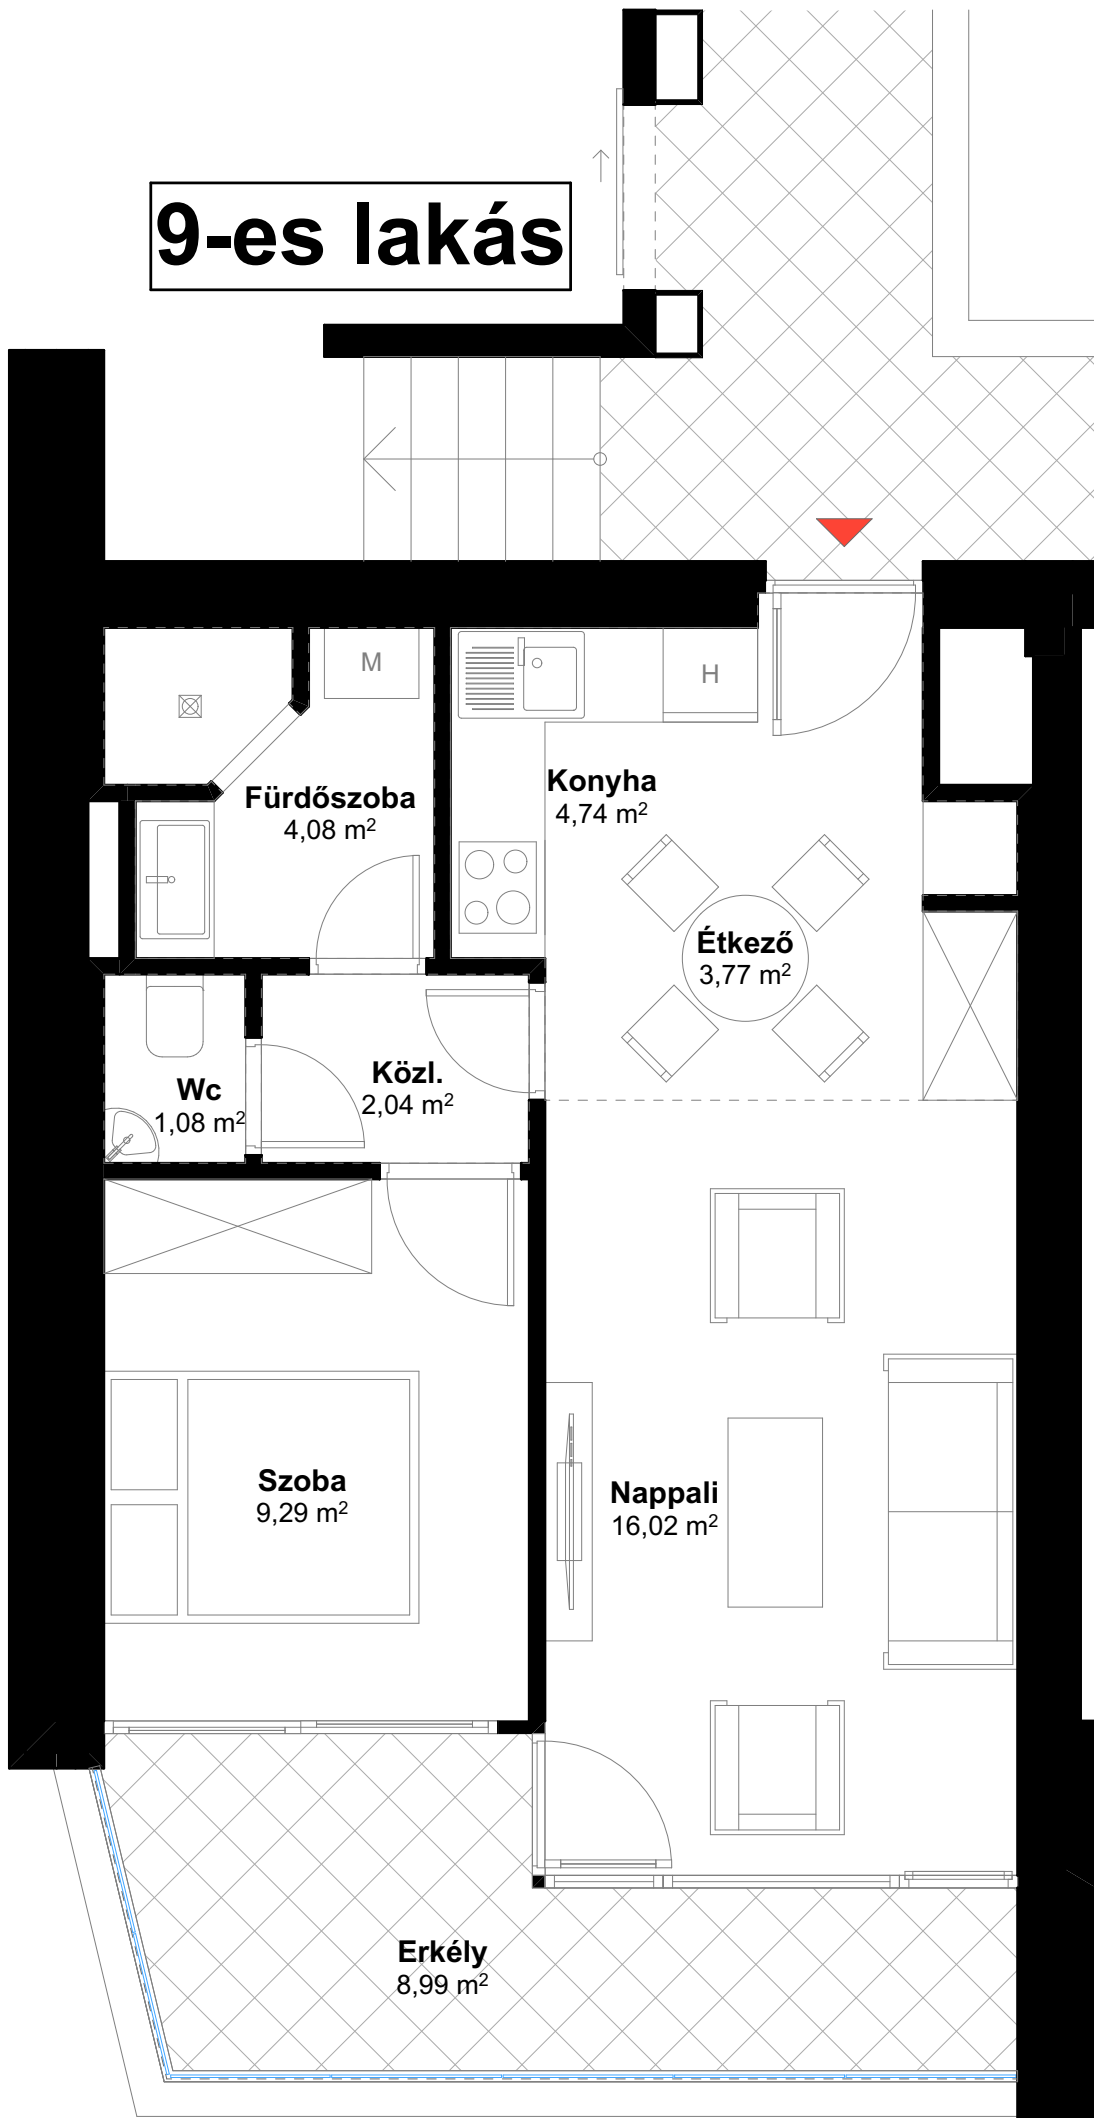 9-es lakás
M
H
Fürdőszoba
4,08 m²
Konyha
4,74 m²
Étkező
3,77 m²
Wc
1,08 m²
Közl.
2,04 m²
Szoba
9,29 m²
Nappali
16,02 m²
Erkély
8,99 m²